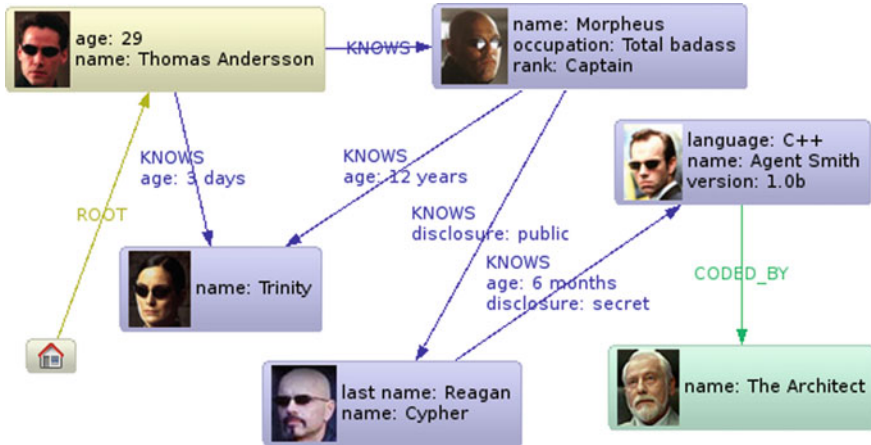 age: 29
name: Thomas Andersson
KNOWS
name: Morpheus
occupation: Total badass
rank: Captain
language: C++
name: Agent Smith
version: 1.0b
KNOWS
age: 3 days
KNOWS
age: 12 years
ROOT
KNOWS
disclosure: public
KNOWS
age: 6 months
disclosure: secret
CODED_BY
name: Trinity
last name: Reagan
name: Cypher
name: The Architect